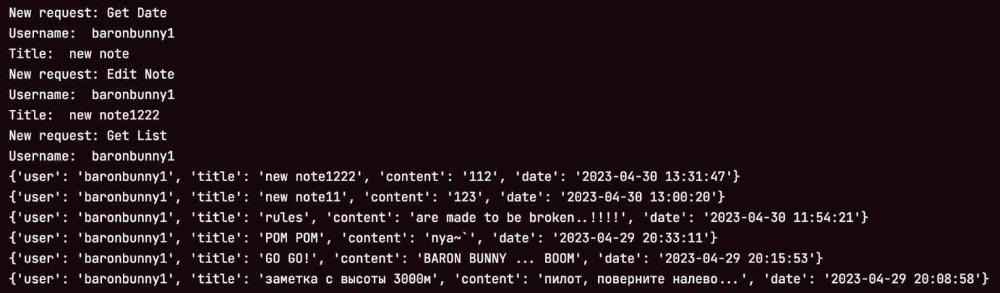 New request: Get Date
Username:  baronbunny1
Title:  new note
New request: Edit Note
Username:  baronbunny1
Title:  new note1222
New request: Get List
Username:  baronbunny1
{'user': 'baronbunny1', 'title': 'new note1222', 'content': '112', 'date': '2023-04-30 13:31:47'}
{'user': 'baronbunny1', 'title': 'new note11', 'content': '123', 'date': '2023-04-30 13:00:20'}
{'user': 'baronbunny1', 'title': 'rules', 'content': 'are made to be broken..!!!!', 'date': '2023-04-30 11:54:21'}
{'user': 'baronbunny1', 'title': 'POM POM', 'content': 'nya~`', 'date': '2023-04-29 20:33:11'}
{'user': 'baronbunny1', 'title': 'GO GO!', 'content': 'BARON BUNNY ... BOOM', 'date': '2023-04-29 20:15:53'}
{'user': 'baronbunny1', 'title': 'заметка с высоты 3000м', 'content': 'пилот, поверните налево...', 'date': '2023-04-29 20:08:58'}